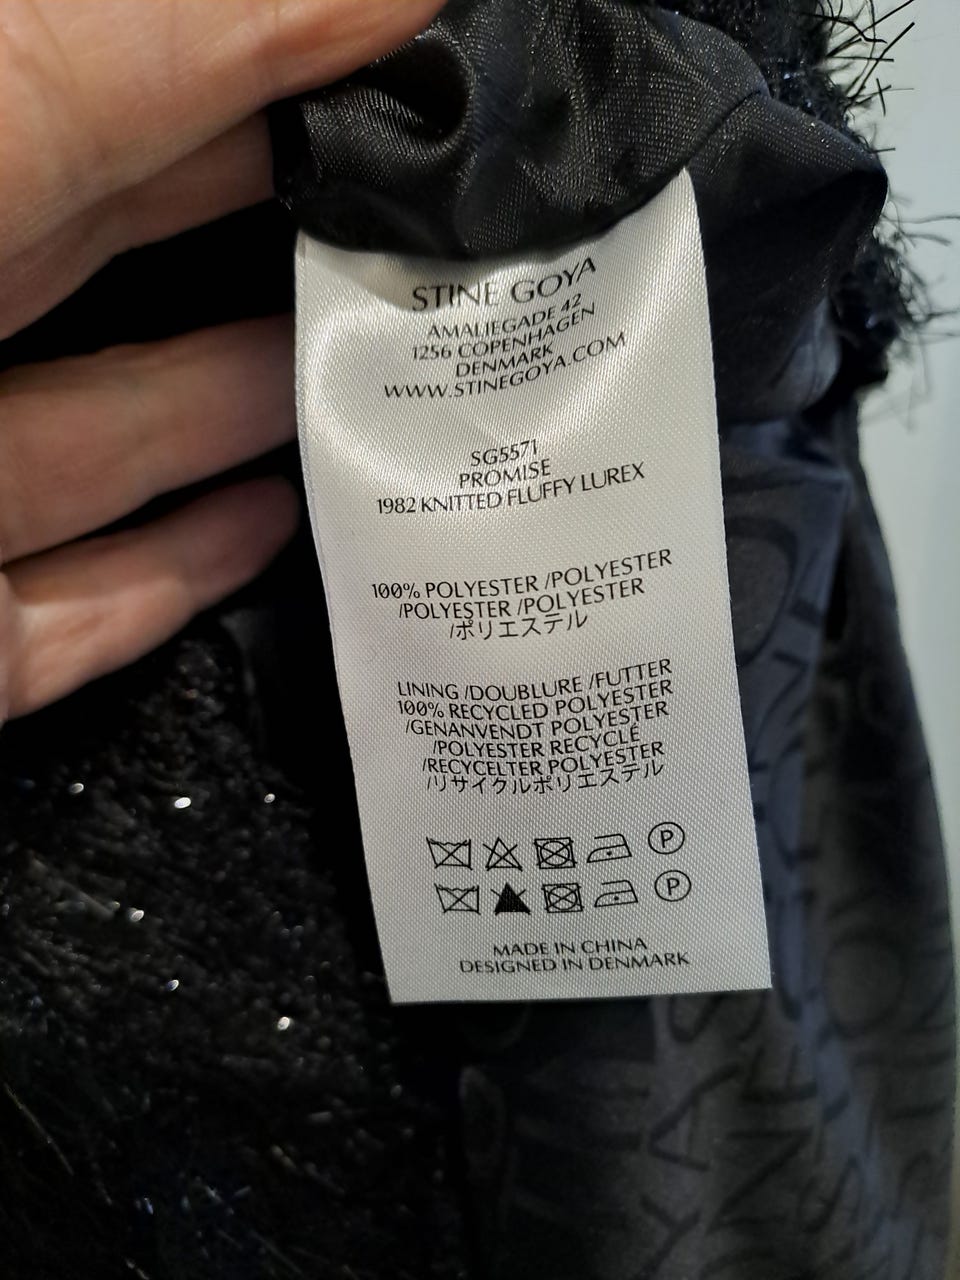 STINE GOYA
AMALIEGADE 42
1256 COPENHAGEN
DENMARK
WWW.STINEGOYA.COM
SG5571
PROMISE
1982 KNITTED FLUFFY LUREX
100% POLYESTER /POLYESTER
/POLYESTER /POLYESTER
/ポリエステル
LINING /DOUBLURE /FUTTER
100% RECYCLED POLYESTER
/GENANVENDT POLYESTER
/POLYESTER RECYCLÉ
/RECYCELTER POLYESTER
/リサイクルポリエステル
P
P
MADE IN CHINA
DESIGNED IN DENMARK